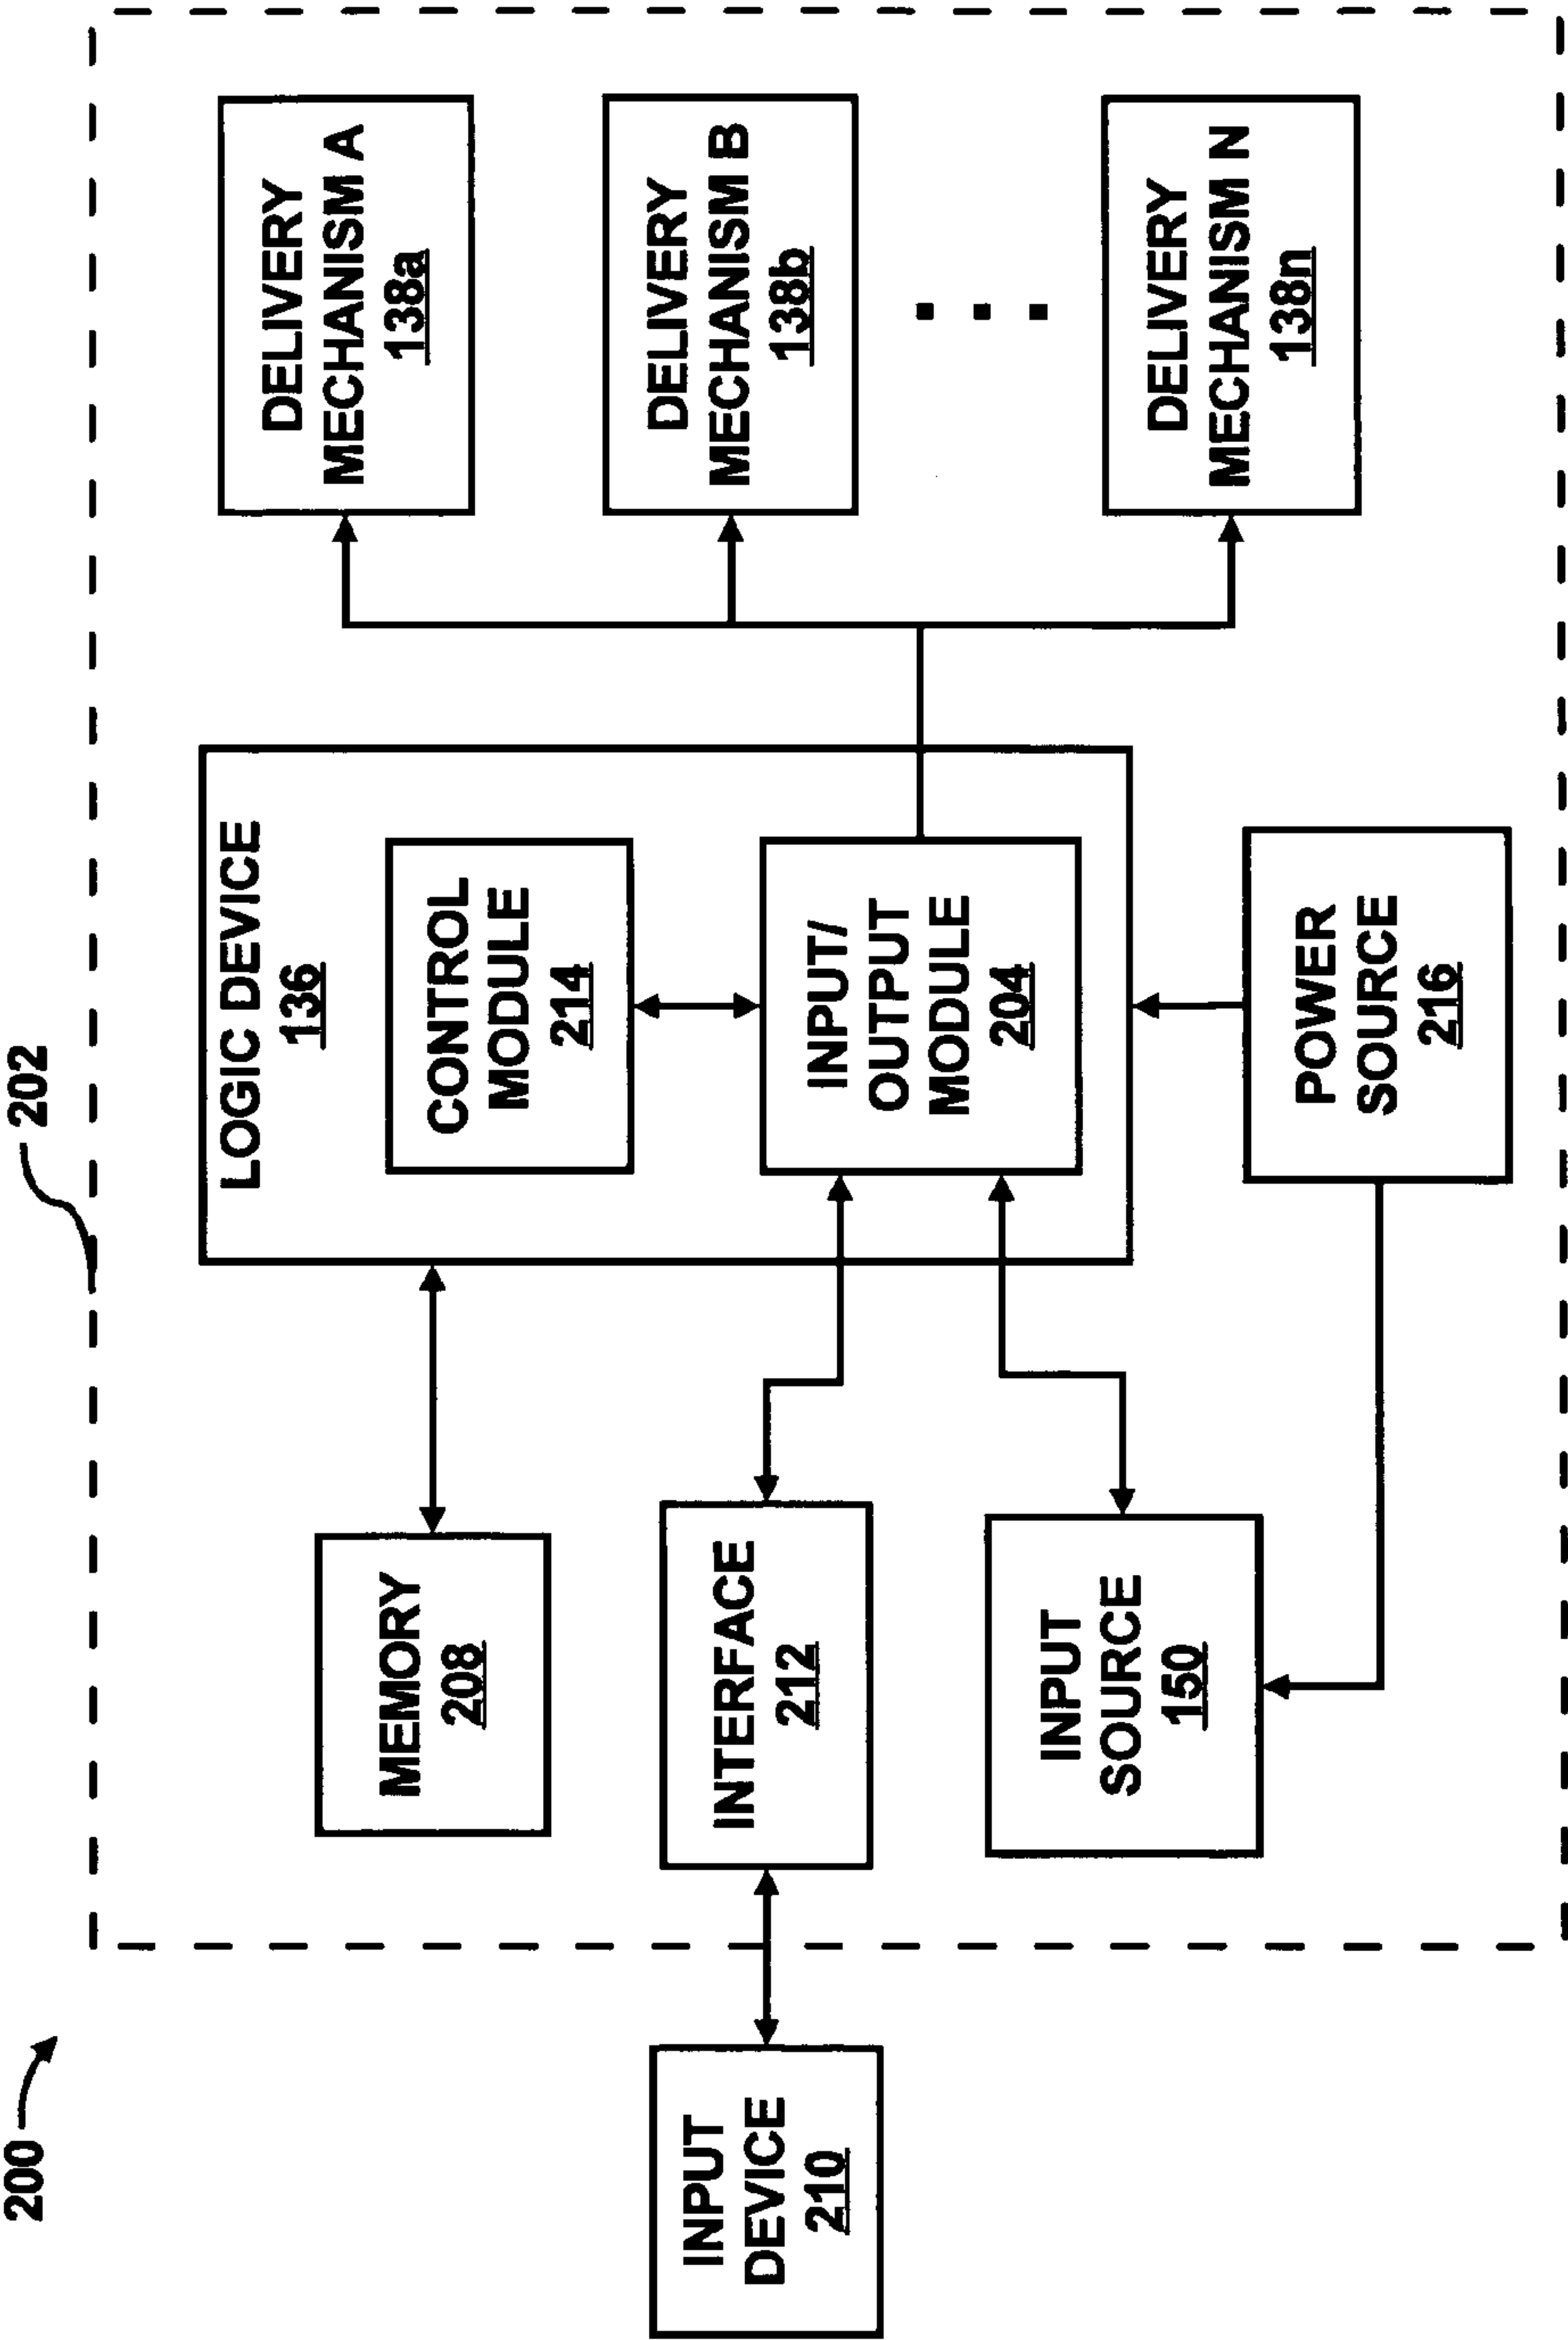 200
202
INPUT
DEVICE
210
MEMORY
208
INTERFACE
212
INPUT
SOURCE
150
LOGIC DEVICE
136
CONTROL
MODULE
214
INPUT/
OUTPUT
MODULE
204
POWER
SOURCE
216
DELIVERY
MECHANISM A
138a
DELIVERY
MECHANISM B
138b
DELIVERY
MECHANISM N
138n